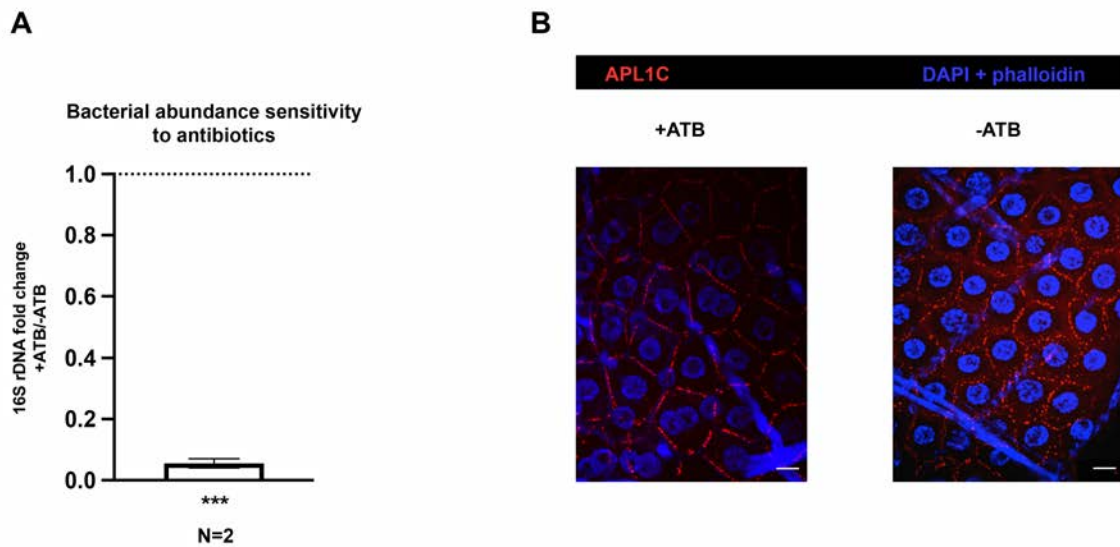 A
Bacterial abundance sensitivity
to antibiotics
1.0
0.8
0.6
0.4
0.2
0.0
16S rDNA fold change
+ATB/-ATB
***
N=2
B
APL1C
DAPI + phalloidin
+ATB
-ATB